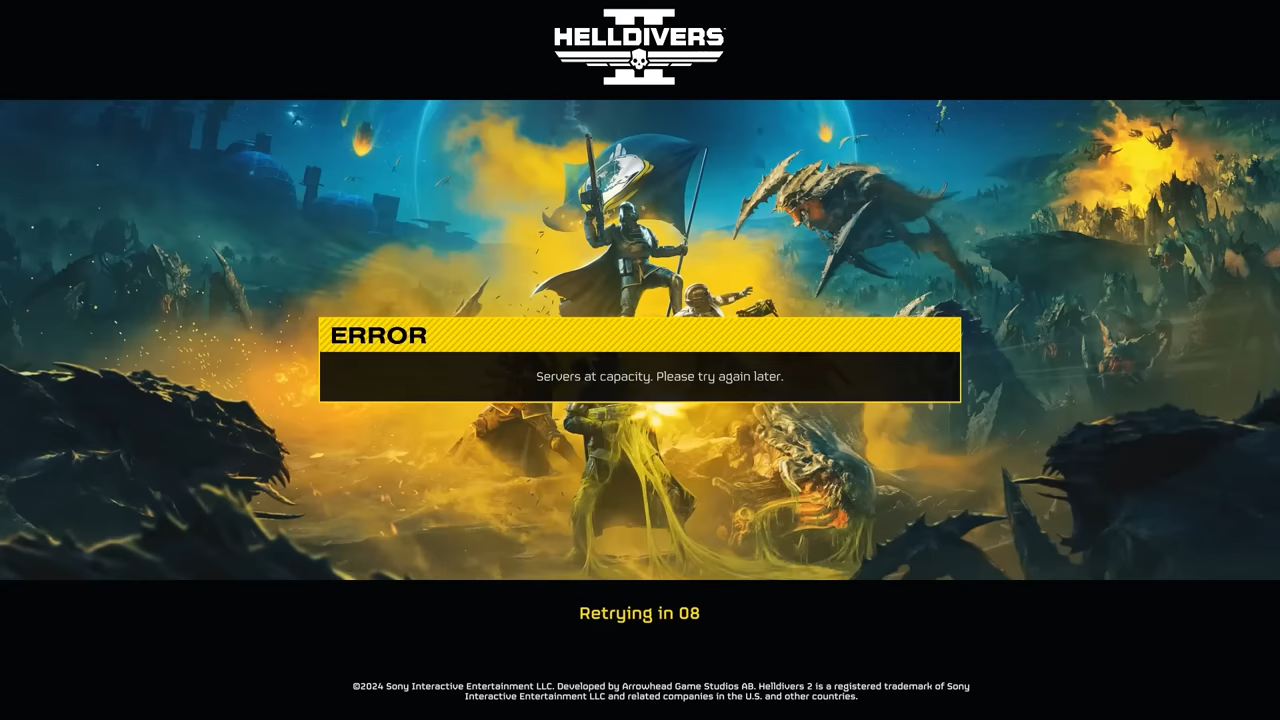 HELLDIVERS
II
ERROR
Servers at capacity. Please try again later.
Retrying in 08
©2024 Sony Interactive Entertainment LLC. Developed by Arrowhead Game Studios AB. Helldivers 2 is a registered trademark of Sony
Interactive Entertainment LLC and related companies in the U.S. and other countries.